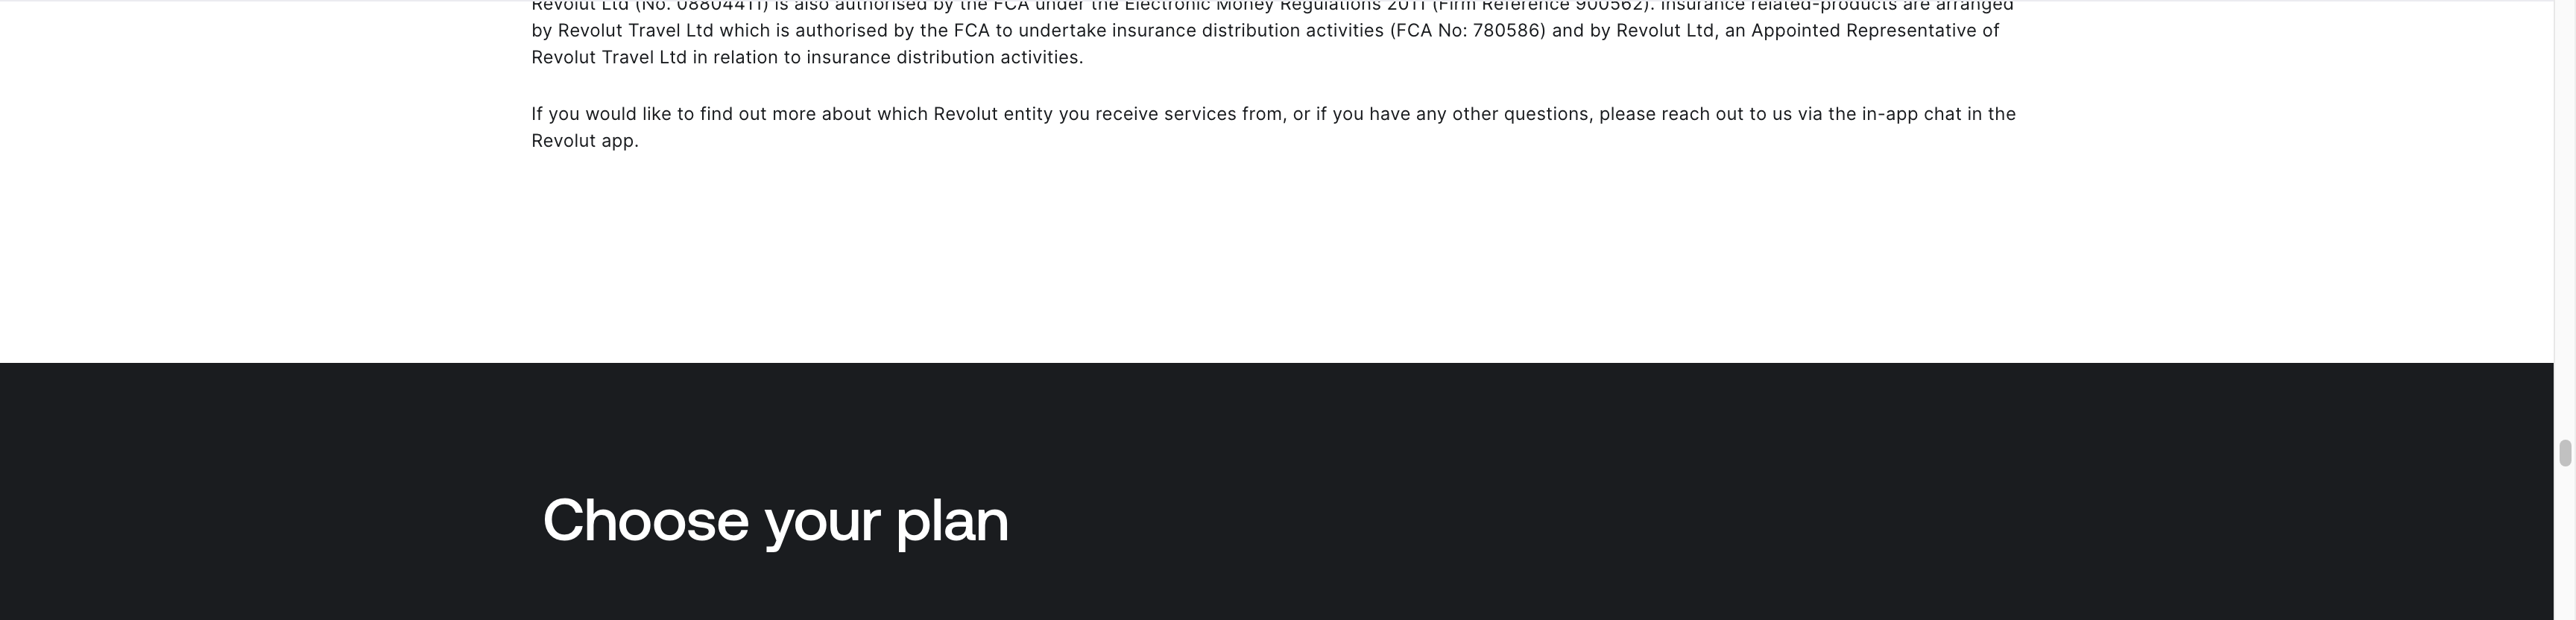 Revolut Ltd (No. 08804411) is also authorised by the FCA under the Electronic Money Regulations 2011 (Firm Reference 900562). Insurance related-products are arranged
by Revolut Travel Ltd which is authorised by the FCA to undertake insurance distribution activities (FCA No: 780586) and by Revolut Ltd, an Appointed Representative of
Revolut Travel Ltd in relation to insurance distribution activities.
If you would like to find out more about which Revolut entity you receive services from, or if you have any other questions, please reach out to us via the in-app chat in the
Revolut app.
Choose your plan